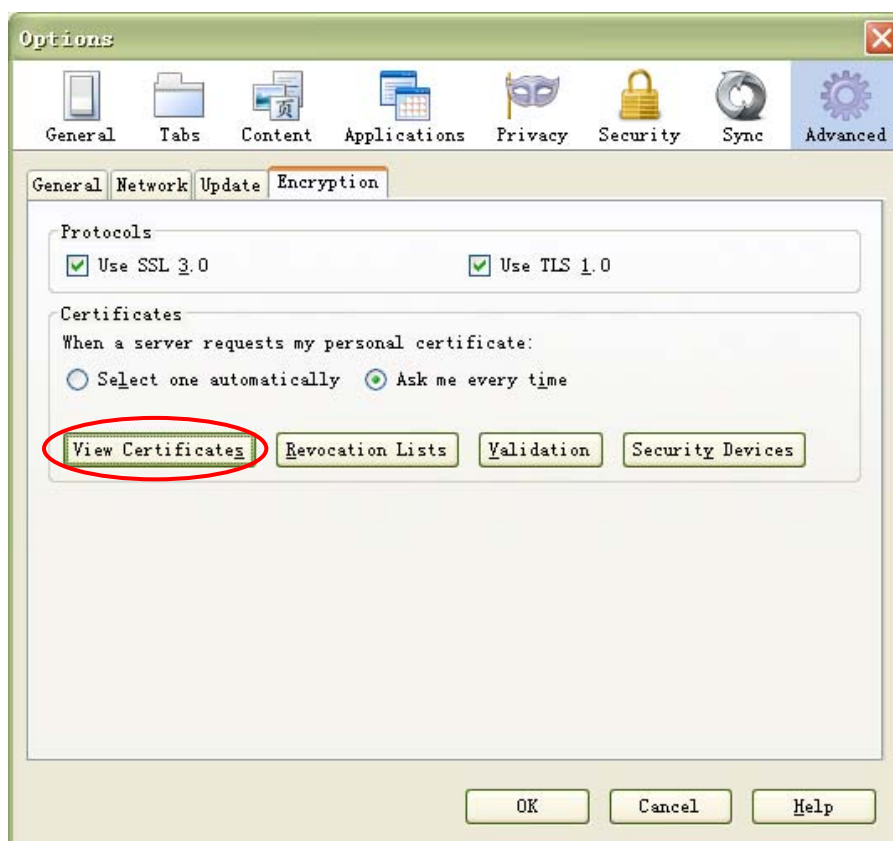 Options
General Tabs Content Applications Privacy Security Sync Advanced
页
General Network Update Encryption
Protocols
Use SSL 3.0 Use TLS 1.0
Certificates
When a server requests my personal certificate:
Select one automatically Ask me every time
View Certificates Revocation Lists Validation Security Devices
OK Cancel Help